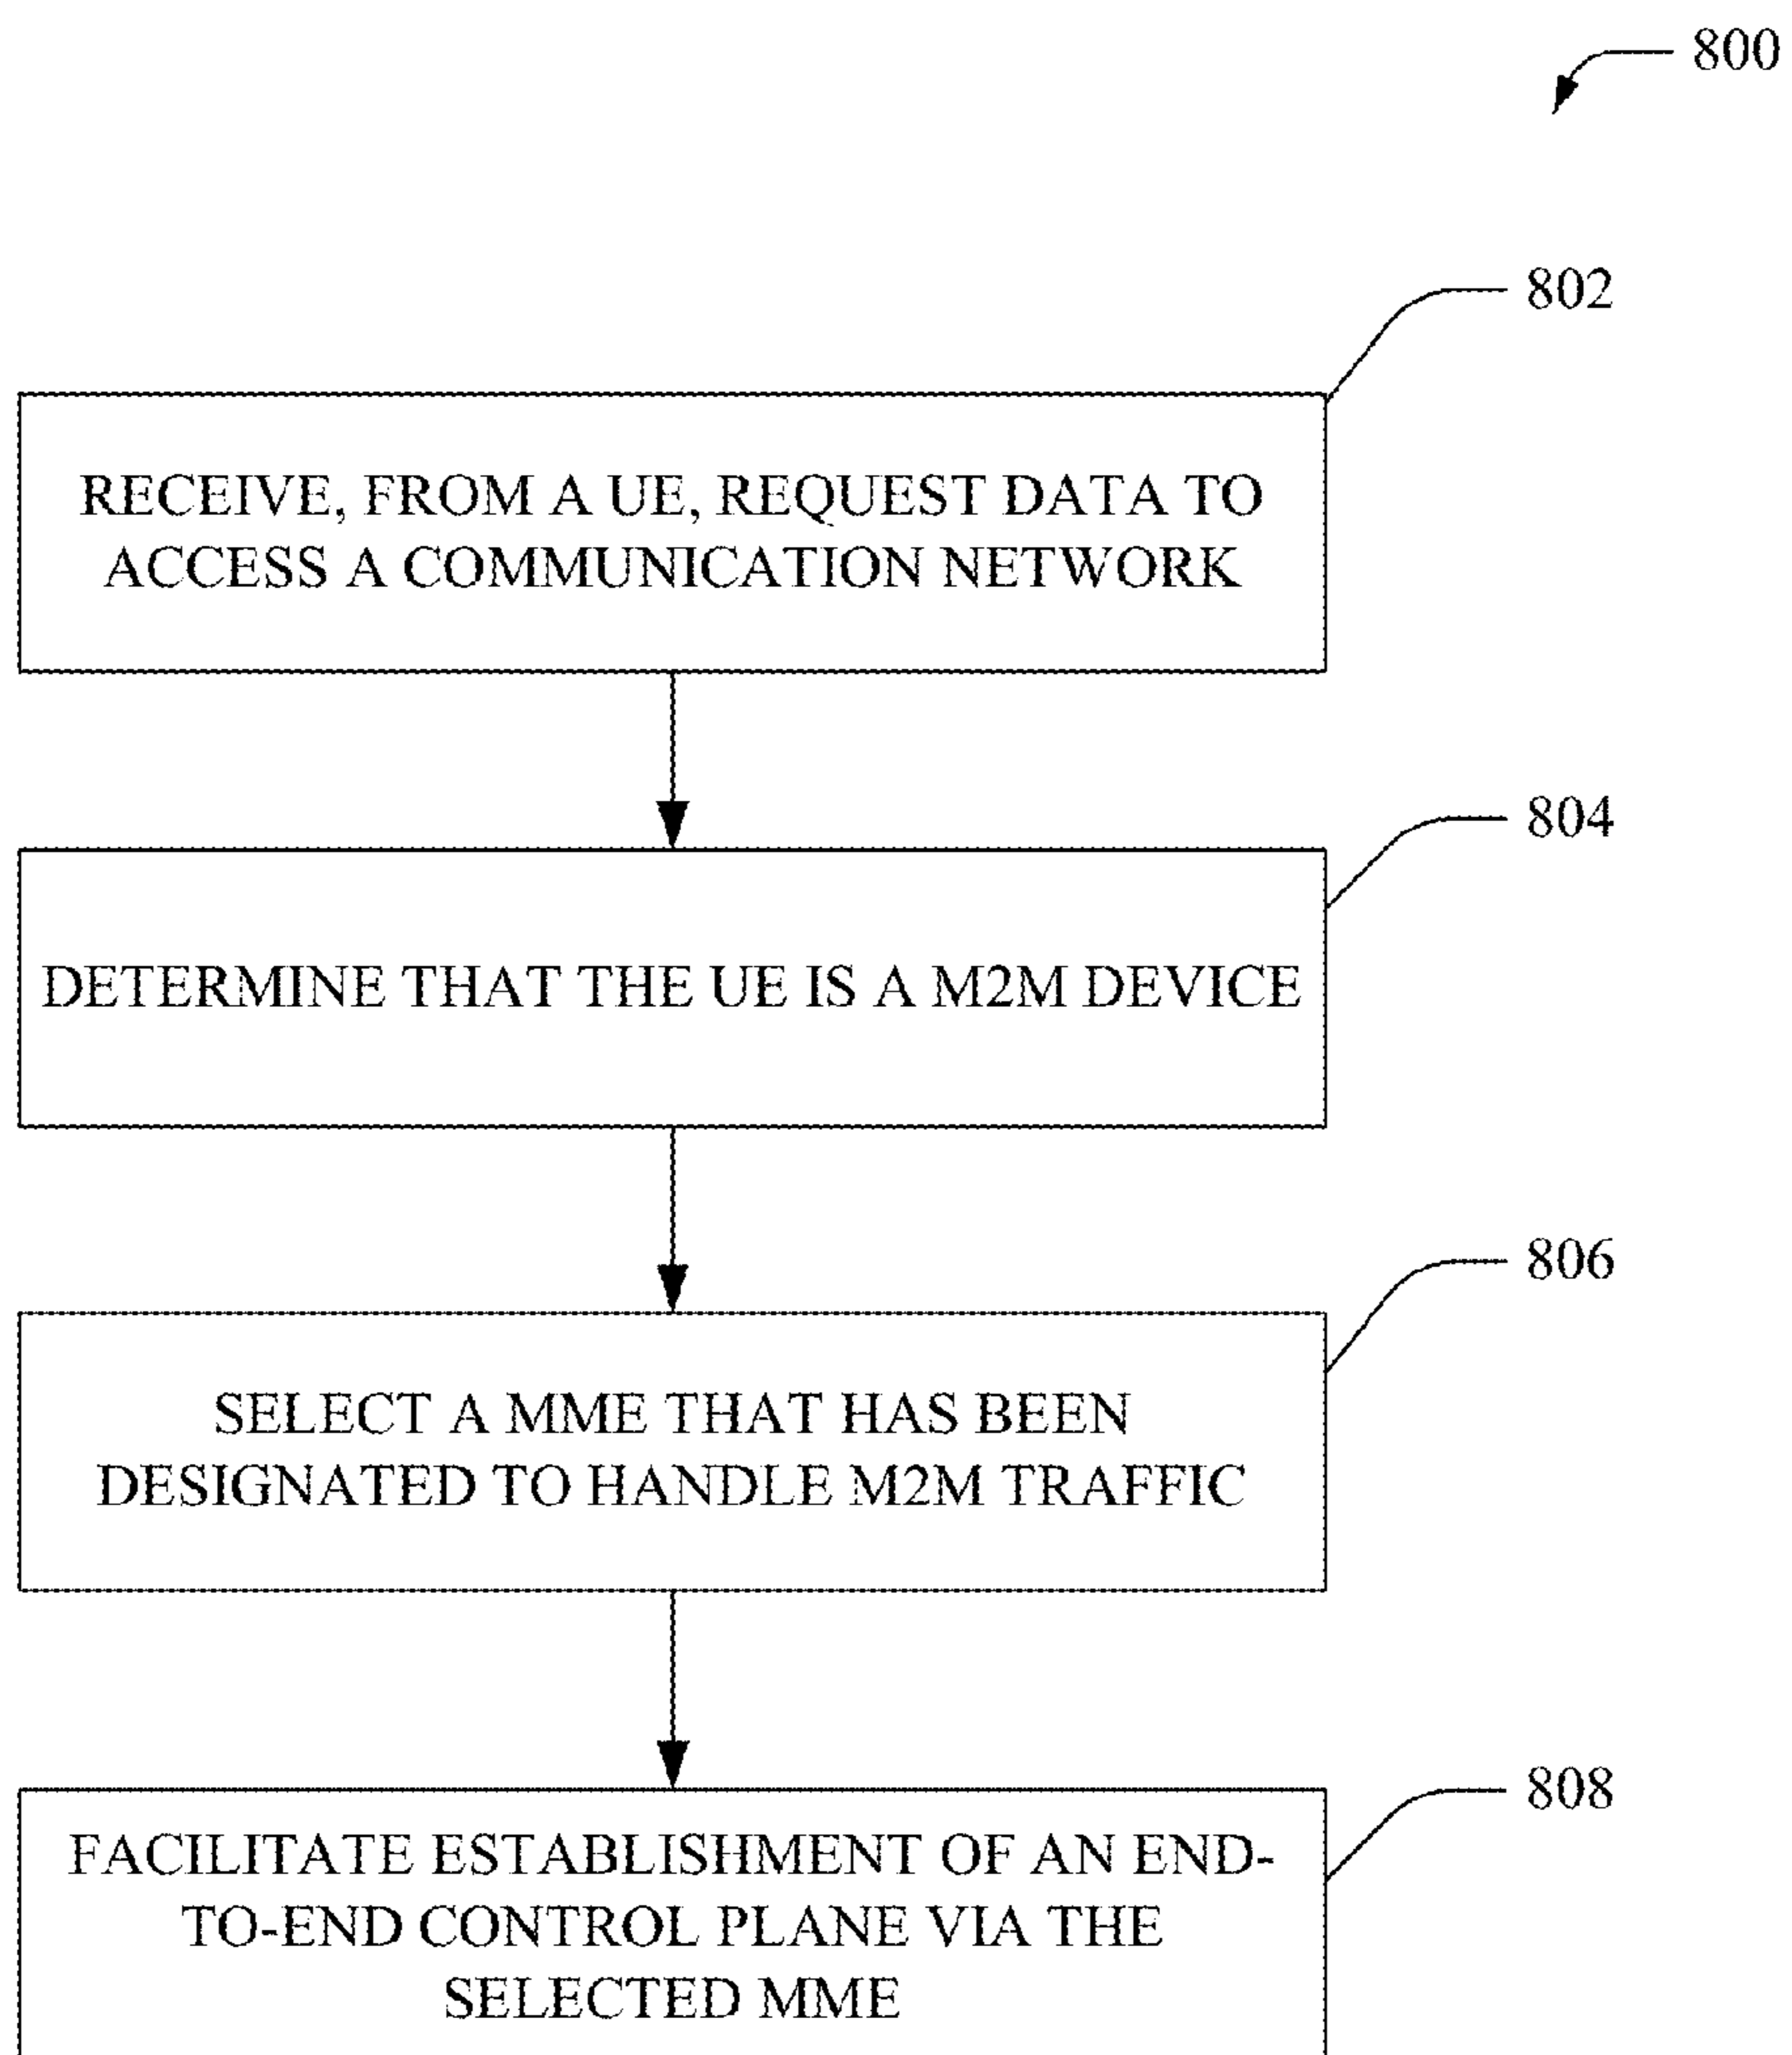 800
802
RECEIVE, FROM A UE, REQUEST DATA TO
ACCESS A COMMUNICATION NETWORK
804
DETERMINE THAT THE UE IS A M2M DEVICE
806
SELECT A MME THAT HAS BEEN
DESIGNATED TO HANDLE M2M TRAFFIC
808
FACILITATE ESTABLISHMENT OF AN END-
TO-END CONTROL PLANE VIA THE
SELECTED MME